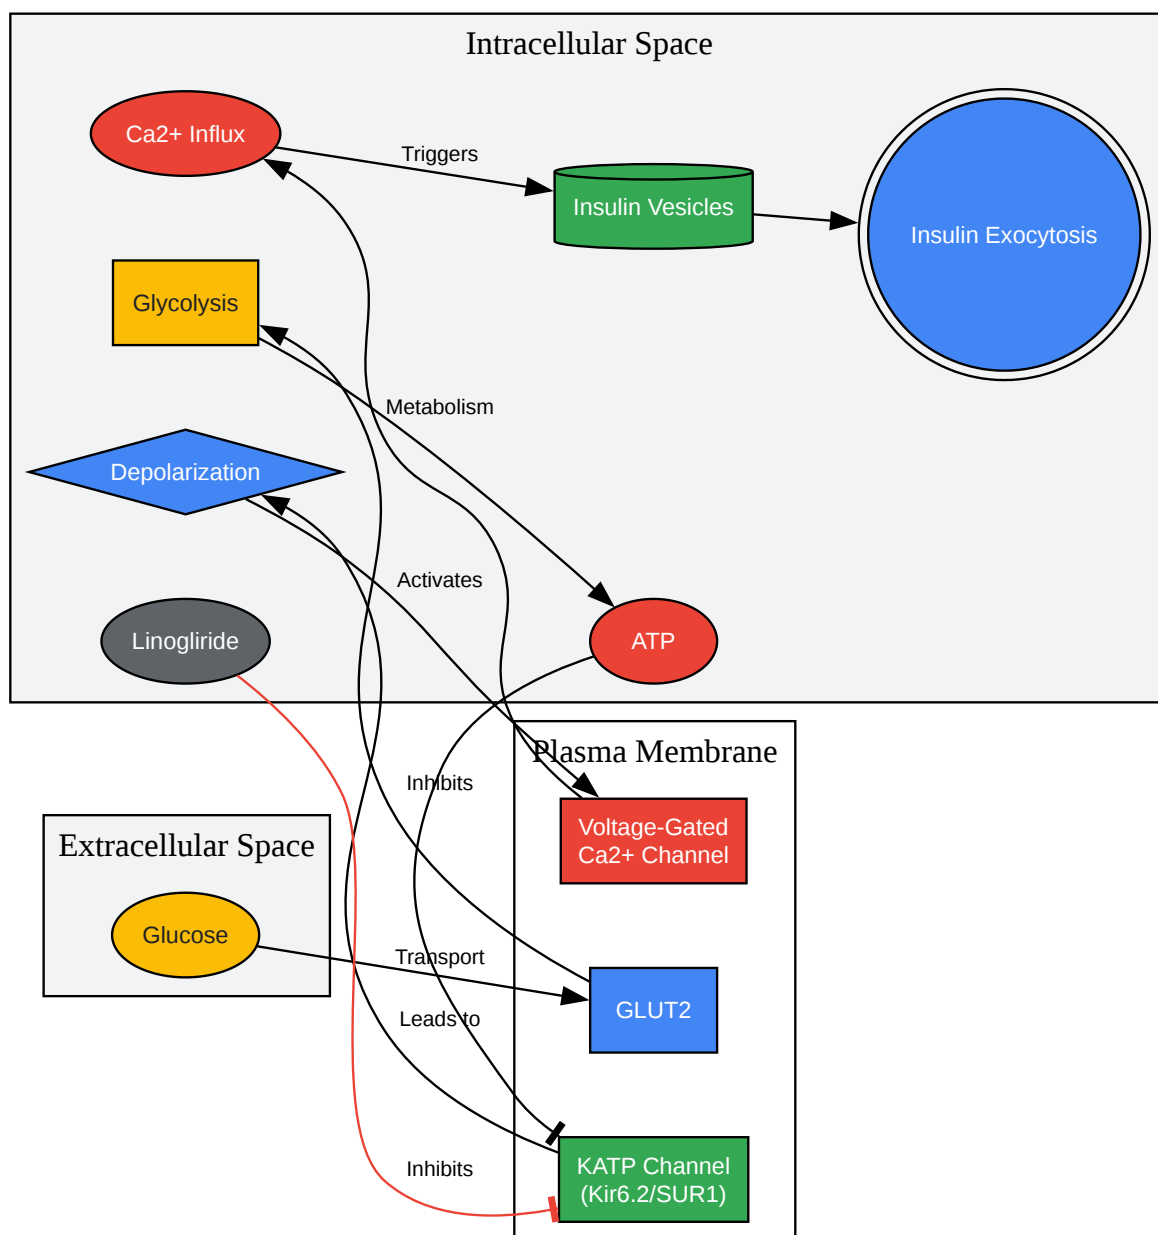 Intracellular Space
Ca2+ Influx
Triggers
Insulin Vesicles
Insulin Exocytosis
Glycolysis
Metabolism
Depolarization
Activates
Linogliride
ATP
Plasma Membrane
Inhibits
Voltage-Gated
Ca2+ Channel
Extracellular Space
Glucose
Transport
GLUT2
Leads to
Inhibits
KATP Channel
(Kir6.2/SUR1)